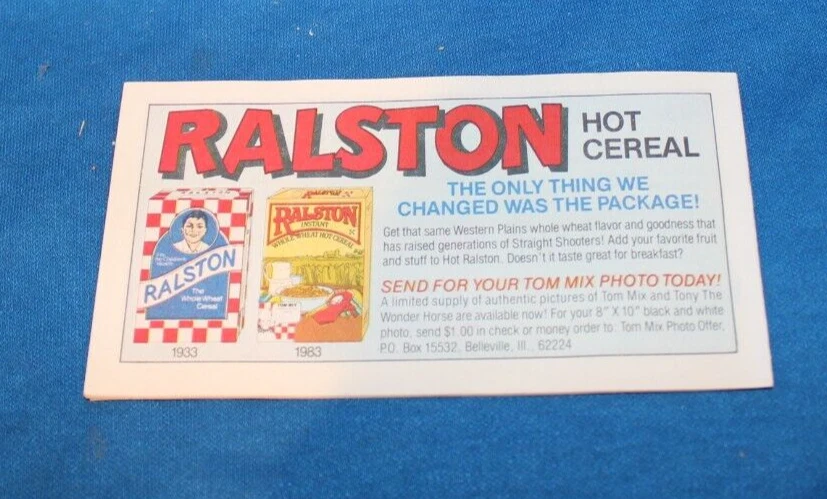 RALSTON HOT
CEREAL
THE ONLY THING WE
CHANGED WAS THE PACKAGE!
Get that same Western Plains whole wheat flavor and goodness that
has raised generations of Straight Shooters! Add your favorite fruit
and stuff to Hot Ralston. Doesn't it taste great for breakfast?
SEND FOR YOUR TOM MIX PHOTO TODAY!
A limited supply of authentic pictures of Tom Mix and Tony The
Wonder Horse are available now! For your 8" X 10" black and white
photo, send $1.00 in check or money order to: Tom Mix Photo Offer,
P.O. Box 15532, Belleville, Ill., 62224
RALSTON
The
Whole Wheat
Cereal
1933
RALSTON
RALSTON
INSTANT
WHOLE WHEAT HOT CEREAL
1983